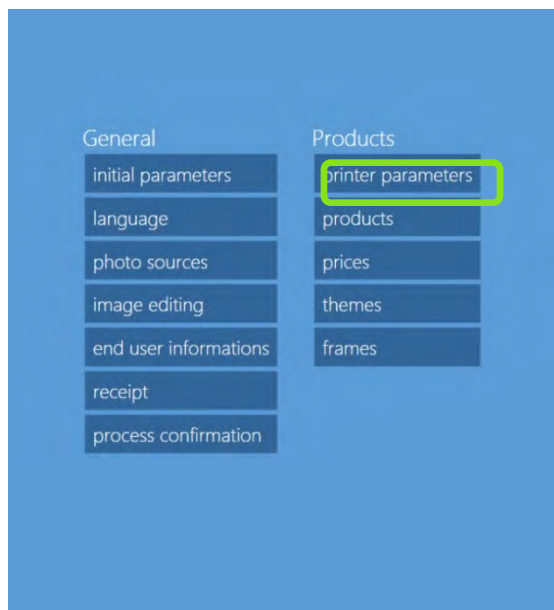 General
initial parameters
language
photo sources
image editing
end user informations
receipt
process confirmation
Products
printer parameters
products
prices
themes
frames